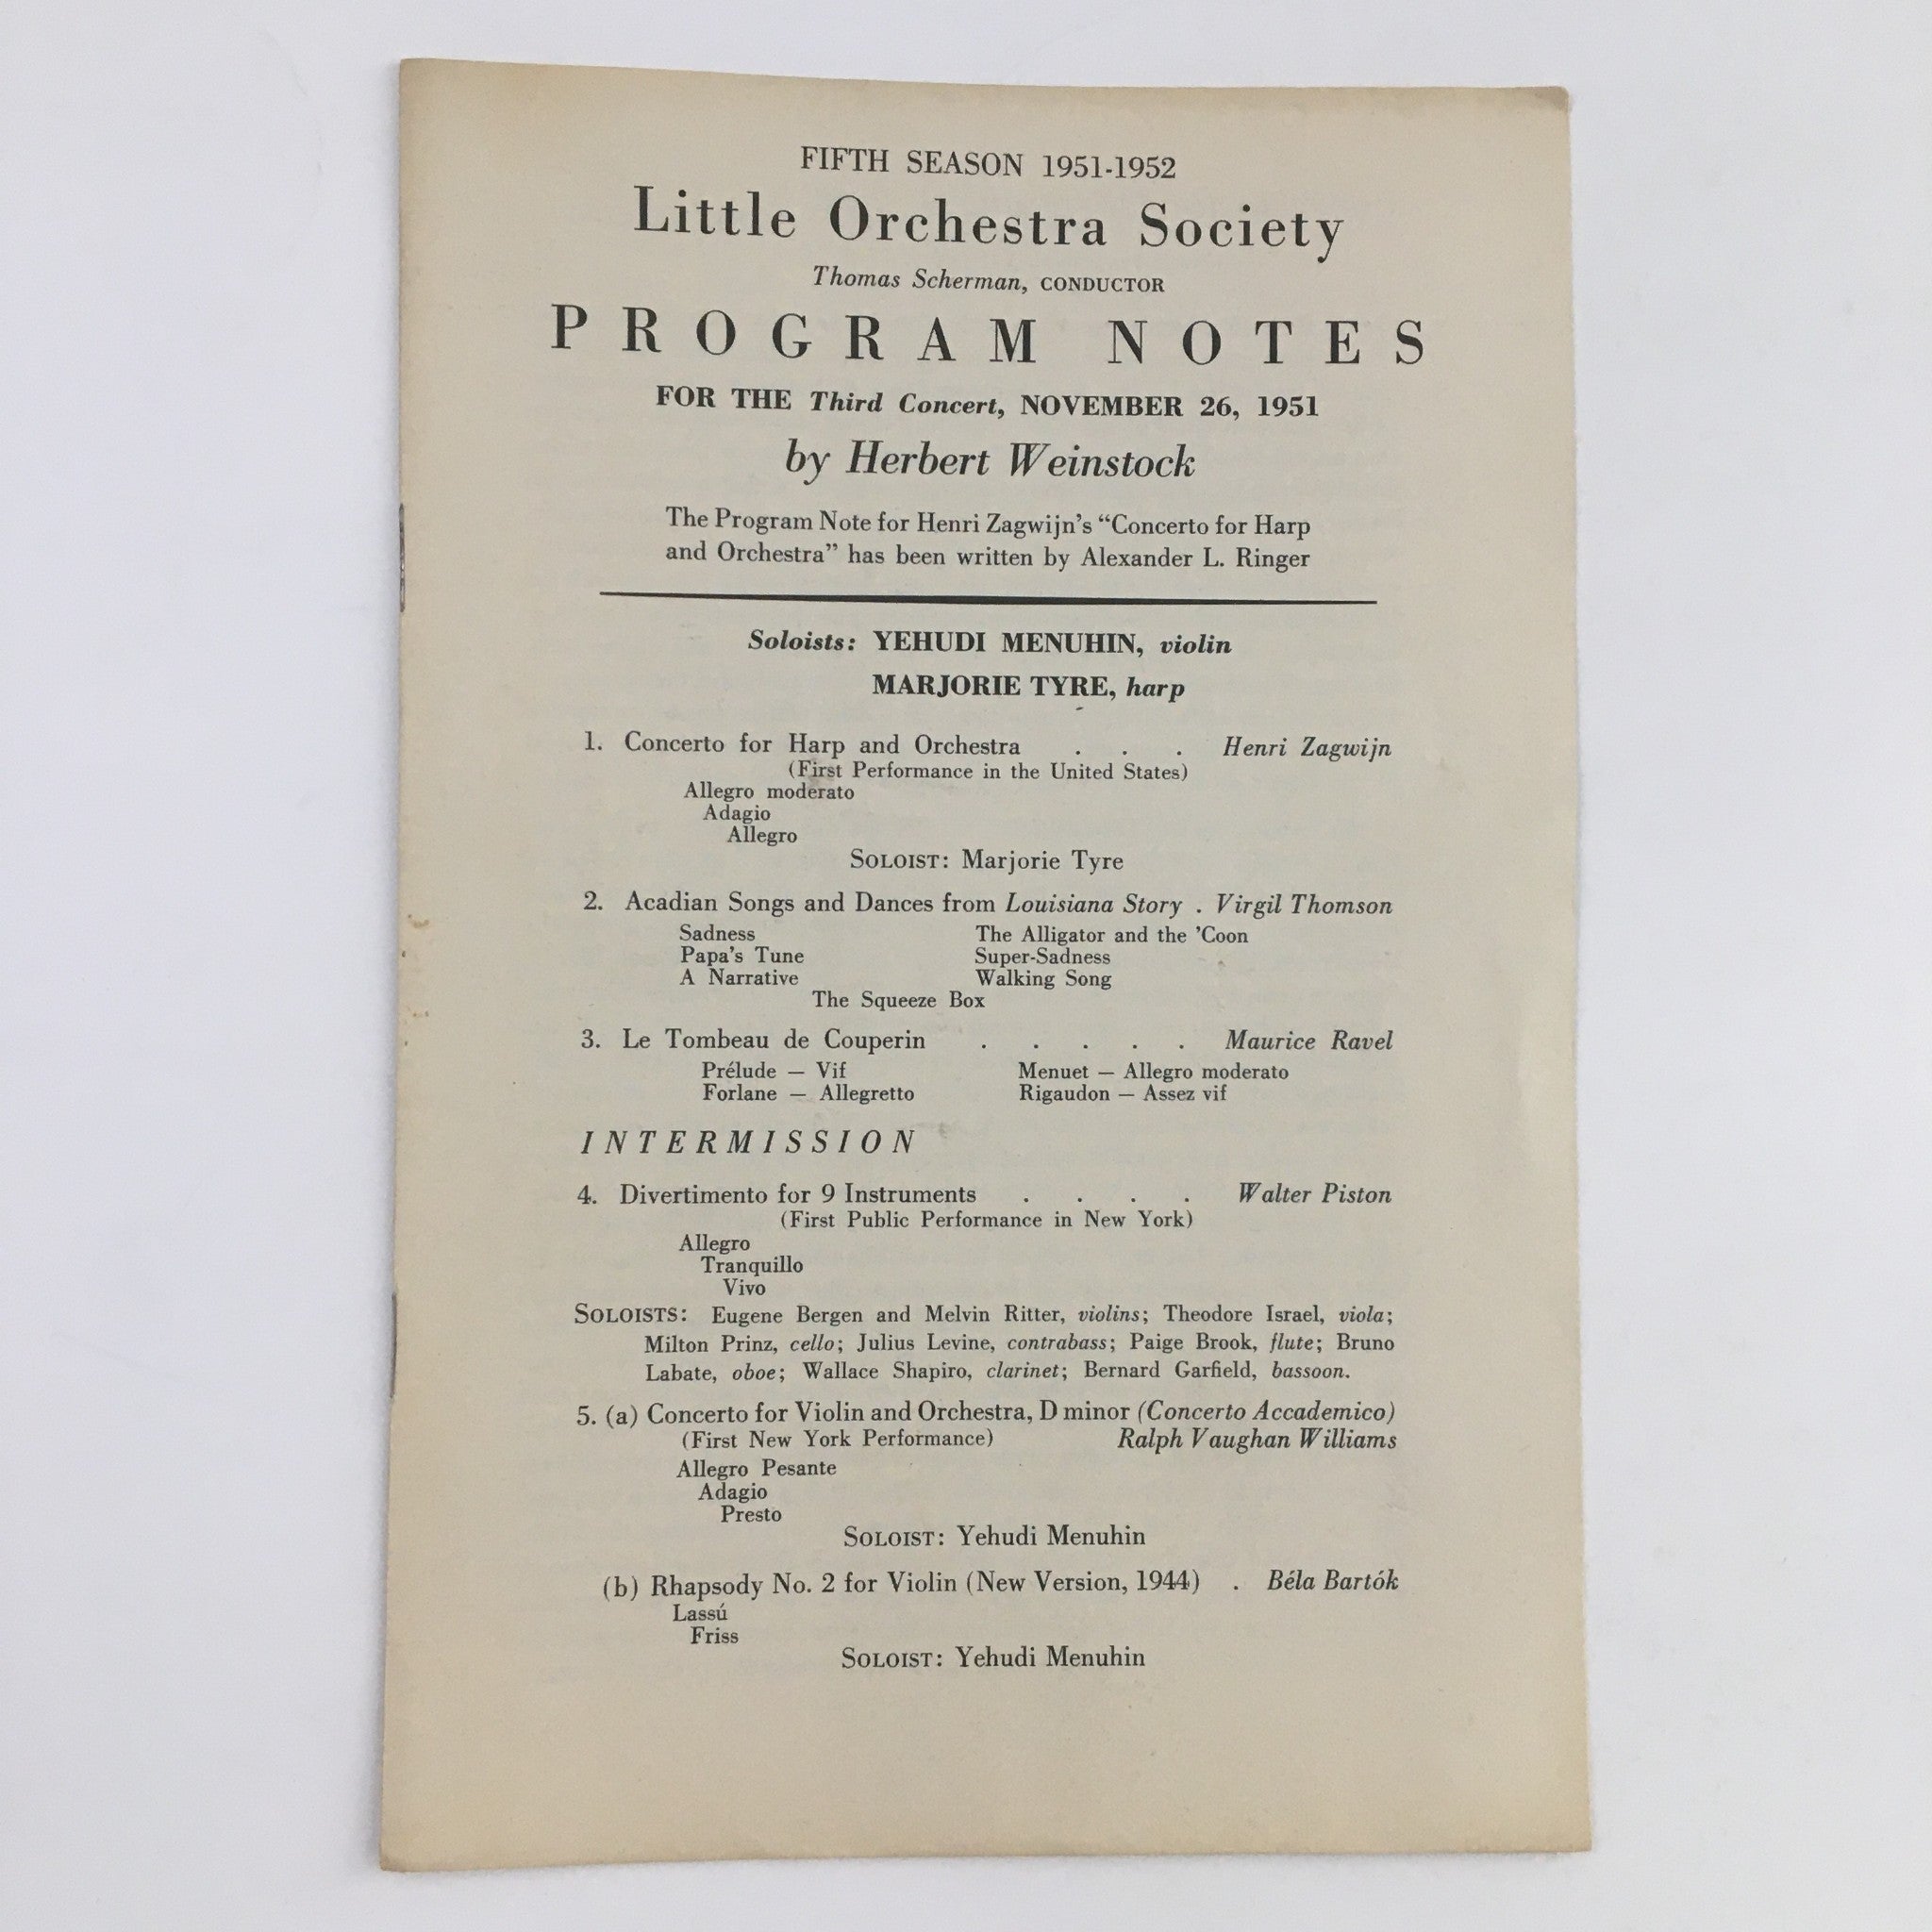 FIFTH SEASON 1951-1952
Little Orchestra Society
Thomas Scherman, CONDUCTOR
PROGRAM NOTES
FOR THE Third Concert, NOVEMBER 26, 1951
by Herbert Weinstock
The Program Note for Henri Zagwijn's “Concerto for Harp
and Orchestra” has been written by Alexander L. Ringer
Soloists: YEHUDI MENUHIN, violin
MARJORIE TYRE, harp
1. Concerto for Harp and Orchestra . . . Henri Zagwijn
(First Performance in the United States)
Allegro moderato
Adagio
Allegro
SOLOIST: Marjorie Tyre
2. Acadian Songs and Dances from Louisiana Story . Virgil Thomson
Sadness The Alligator and the 'Coon
Papa's Tune Super-Sadness
A Narrative Walking Song
The Squeeze Box
3. Le Tombeau de Couperin . . . . . Maurice Ravel
Prélude — Vif Menuet — Allegro moderato
Forlane — Allegretto Rigaudon — Assez vif
INTERMISSION
4. Divertimento for 9 Instruments . . . . Walter Piston
(First Public Performance in New York)
Allegro
Tranquillo
Vivo
SOLOISTS: Eugene Bergen and Melvin Ritter, violins; Theodore Israel, viola;
Milton Prinz, cello; Julius Levine, contrabass; Paige Brook, flute; Bruno
Labate, oboe; Wallace Shapiro, clarinet; Bernard Garfield, bassoon.
5. (a) Concerto for Violin and Orchestra, D minor (Concerto Accademico)
(First New York Performance) Ralph Vaughan Williams
Allegro Pesante
Adagio
Presto
SOLOIST: Yehudi Menuhin
(b) Rhapsody No. 2 for Violin (New Version, 1944) . Béla Bartók
Lassú
Friss
SOLOIST: Yehudi Menuhin